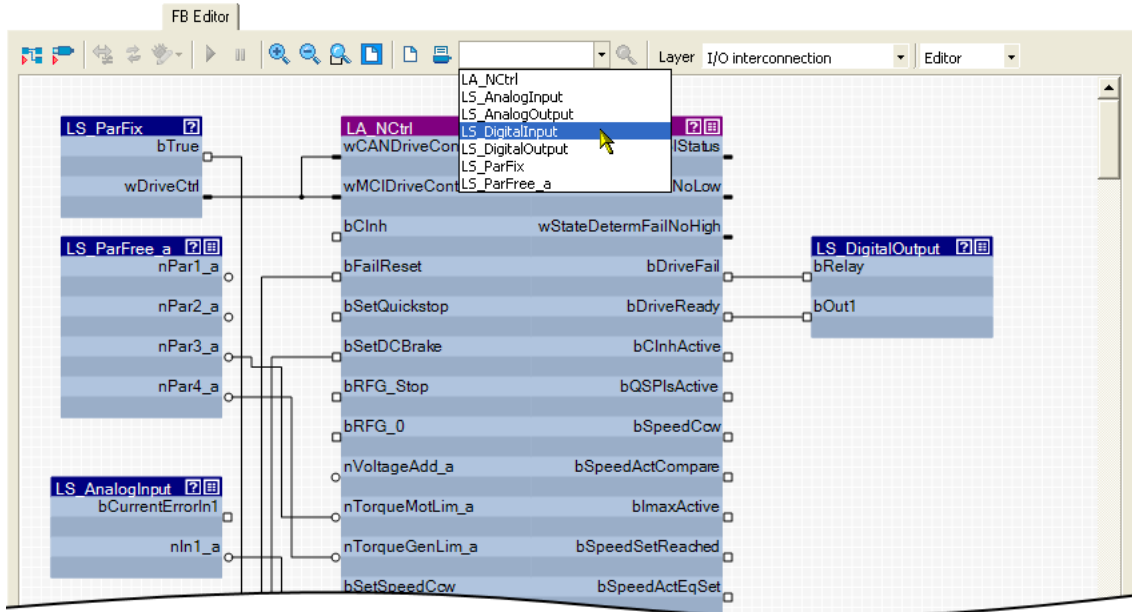 FB Editor
Layer I/O interconnection Editor
LA_NCtrl
LS_AnalogInput
LS_AnalogOutput
LS_DigitalInput
LS_DigitalOutput
LS_ParFix
LS_ParFree_a
LS_ParFix
bTrue
wDriveCtrl
LS_ParFree_a
nPar1_a
nPar2_a
nPar3_a
nPar4_a
LS_AnalogInput
bCurrentErrorIn1
nIn1_a
LA_NCtrl
wCANDriveCon
lStatus
wMCIDriveCont
NoLow
bCInh
wStateDetermFailNoHigh
bFailReset
bDriveFail
bSetQuickstop
bDriveReady
bSetDCBrake
bCInhActive
bRFG_Stop
bQSPIsActive
bRFG_0
bSpeedCcw
nVoltageAdd_a
bSpeedActCompare
nTorqueMotLim_a
bImaxActive
nTorqueGenLim_a
bSpeedSetReached
bSetSpeedCcw
bSpeedActEqSet
LS_DigitalOutput
bRelay
bOut1